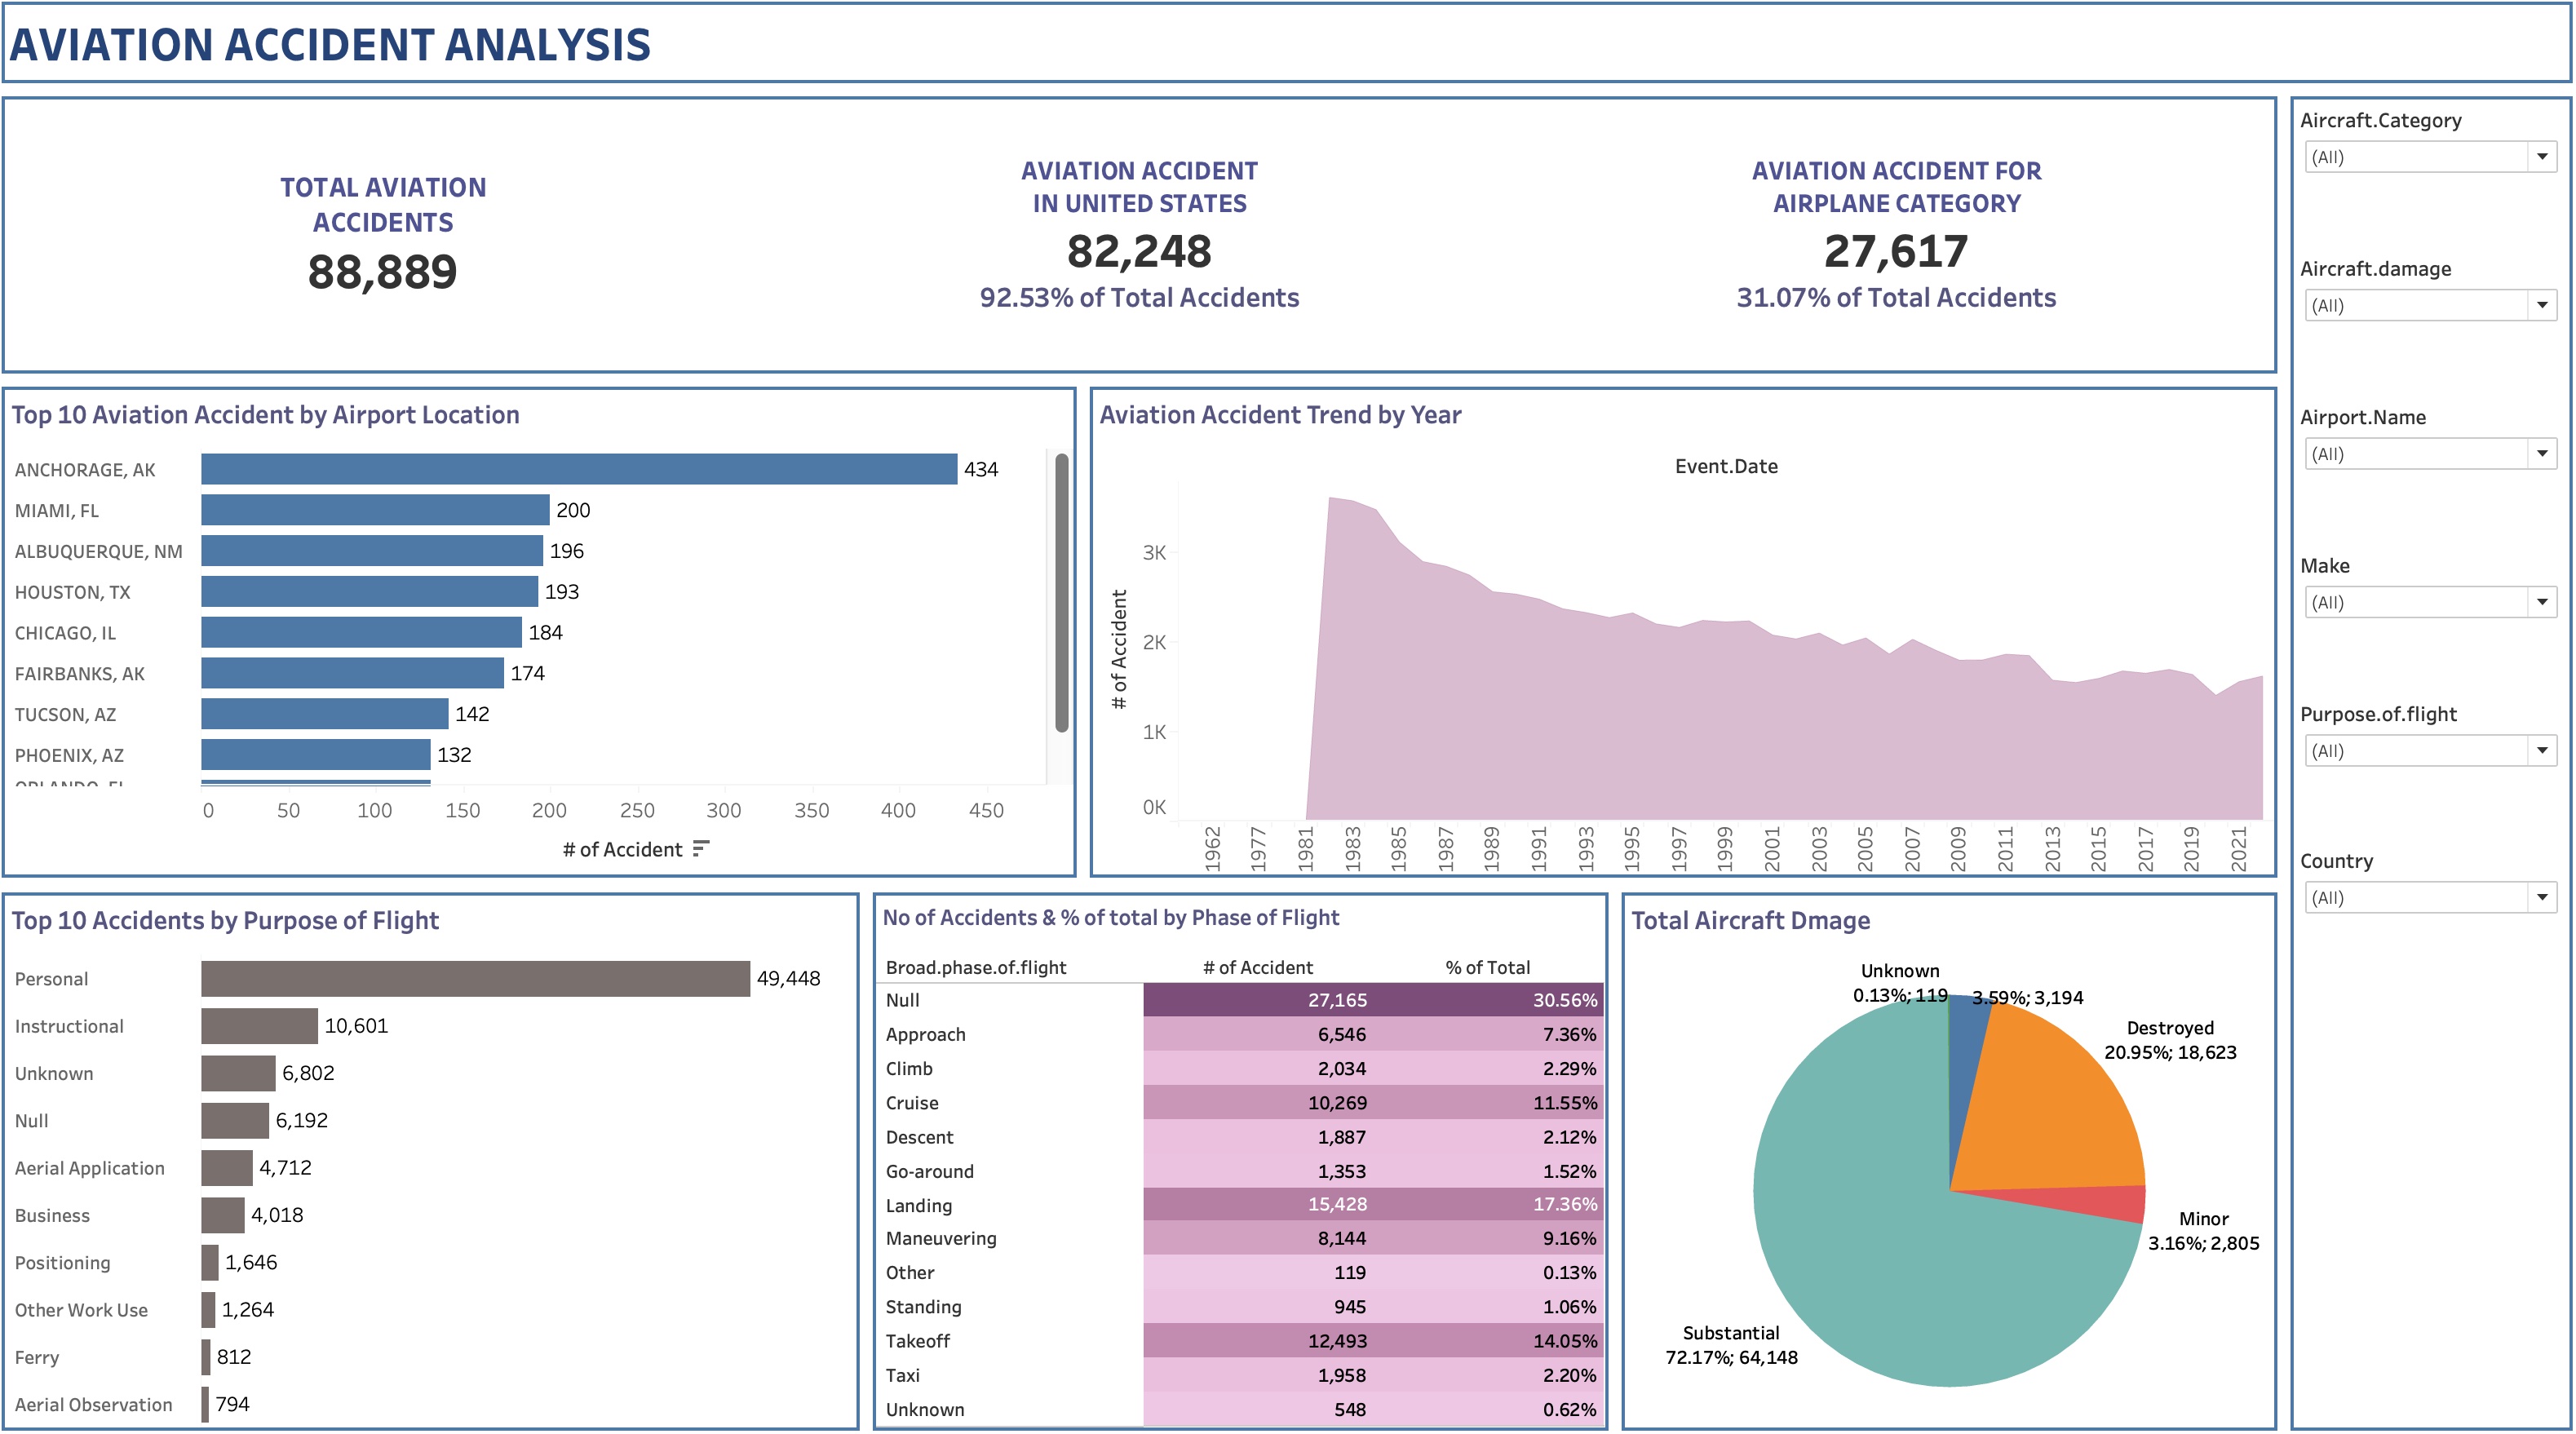 AVIATION ACCIDENT ANALYSIS
TOTAL AVIATION
ACCIDENTS
88,889
AVIATION ACCIDENT
IN UNITED STATES
82,248
92.53% of Total Accidents
AVIATION ACCIDENT FOR
AIRPLANE CATEGORY
27,617
31.07% of Total Accidents
Aircraft.Category
(All)
Aircraft.damage
(All)
Airport.Name
(All)
Make
(All)
Purpose.of.flight
(All)
Country
(All)
Top 10 Aviation Accident by Airport Location
ANCHORAGE, AK 434
MIAMI, FL 200
ALBUQUERQUE, NM 196
HOUSTON, TX 193
CHICAGO, IL 184
FAIRBANKS, AK 174
TUCSON, AZ 142
PHOENIX, AZ 132
ORLANDO, FL
0 50 100 150 200 250 300 350 400 450
# of Accident
Aviation Accident Trend by Year
Event.Date
# of Accident
3K
2K
1K
0K
1962 1977 1981 1983 1985 1987 1989 1991 1993 1995 1997 1999 2001 2003 2005 2007 2009 2011 2013 2015 2017 2019 2021
Top 10 Accidents by Purpose of Flight
Personal 49,448
Instructional 10,601
Unknown 6,802
Null 6,192
Aerial Application 4,712
Business 4,018
Positioning 1,646
Other Work Use 1,264
Ferry 812
Aerial Observation 794
No of Accidents & % of total by Phase of Flight
Broad.phase.of.flight # of Accident % of Total
Null 27,165 30.56%
Approach 6,546 7.36%
Climb 2,034 2.29%
Cruise 10,269 11.55%
Descent 1,887 2.12%
Go-around 1,353 1.52%
Landing 15,428 17.36%
Maneuvering 8,144 9.16%
Other 119 0.13%
Standing 945 1.06%
Takeoff 12,493 14.05%
Taxi 1,958 2.20%
Unknown 548 0.62%
Total Aircraft Dmage
Unknown
0.13%; 119
3.59%; 3,194
Destroyed
20.95%; 18,623
Minor
3.16%; 2,805
Substantial
72.17%; 64,148